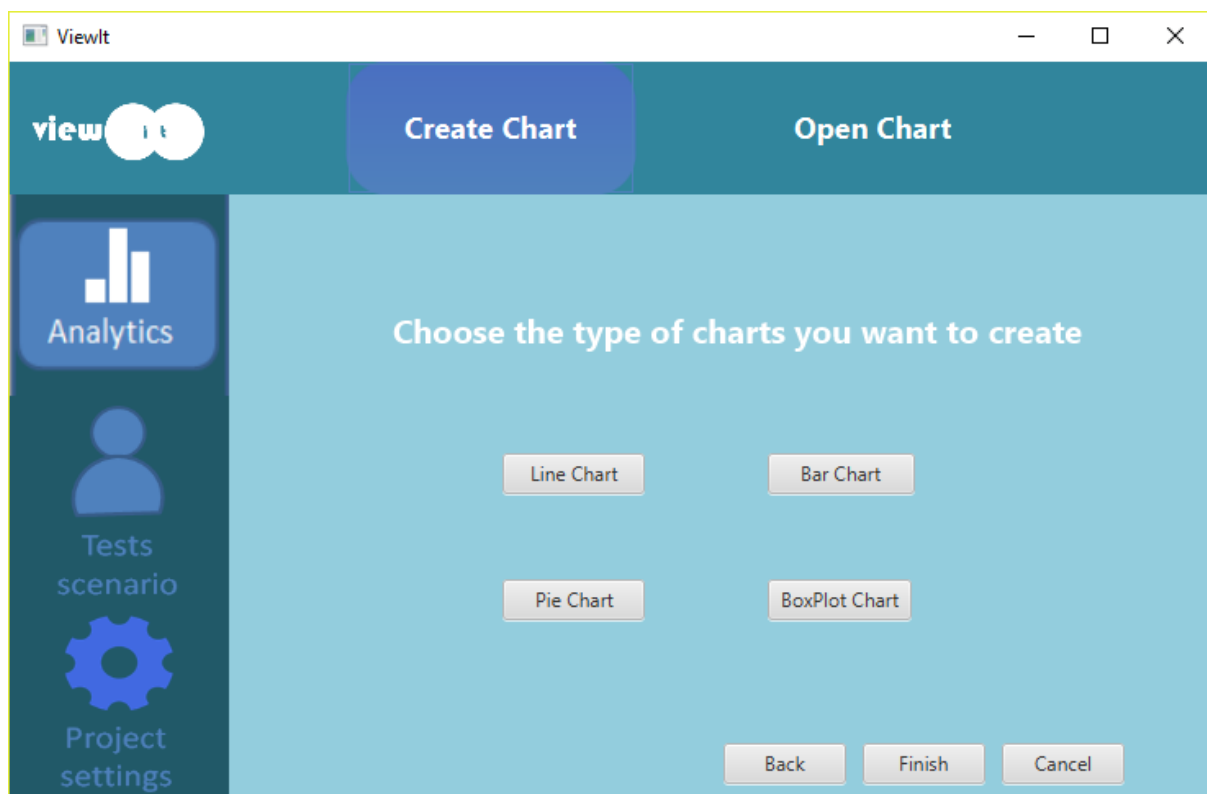 ViewIt
view it
Create Chart
Open Chart
Analytics
Choose the type of charts you want to create
Line Chart
Bar Chart
Tests
scenario
Pie Chart
BoxPlot Chart
Project
settings
Back
Finish
Cancel